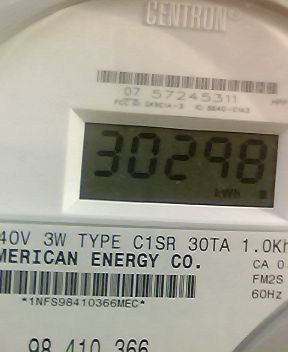 CENTRON®
07 57245311
30298
kWh
40V 3W TYPE C1SR 30TA 1.0Kh
MERICAN ENERGY CO.
CA 0
FM2S
60Hz
*1NFS98410366MEC*
98 410 366